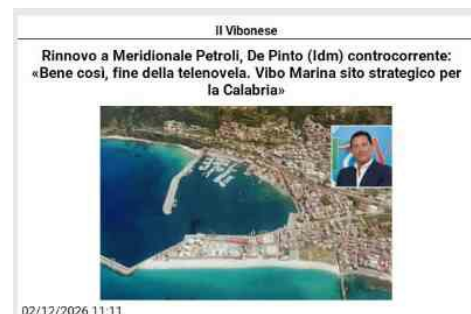 Il Vibonese
Rinnovo a Meridionale Petroli, De Pinto (Idm) controcorrente:
«Bene così, fine della telenovela. Vibo Marina sito strategico per
la Calabria»
02/12/2026 11:11